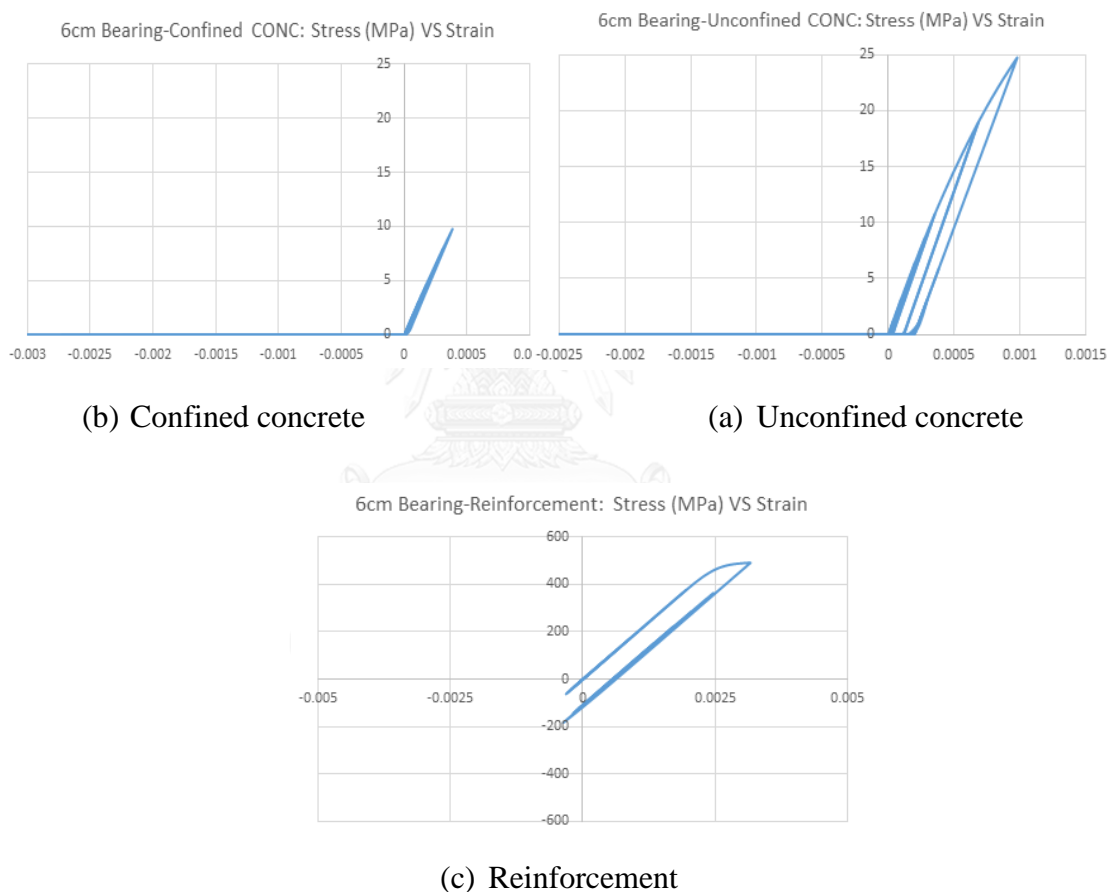 6cm Bearing-Confined CONC: Stress (MPa) VS Strain
25
20
15
10
5
0
-0.003 -0.0025 -0.002 -0.0015 -0.001 -0.0005 0 0.0005 0.0
(b) Confined concrete
6cm Bearing-Unconfined CONC: Stress (MPa) VS Strain
25
20
15
10
5
0
-0.0025 -0.002 -0.0015 -0.001 -0.0005 0 0.0005 0.001 0.0015
(a) Unconfined concrete
6cm Bearing-Reinforcement: Stress (MPa) VS Strain
600
400
200
0
-0.005 -0.0025 0 0.0025 0.005
-200
-400
-600
(c) Reinforcement